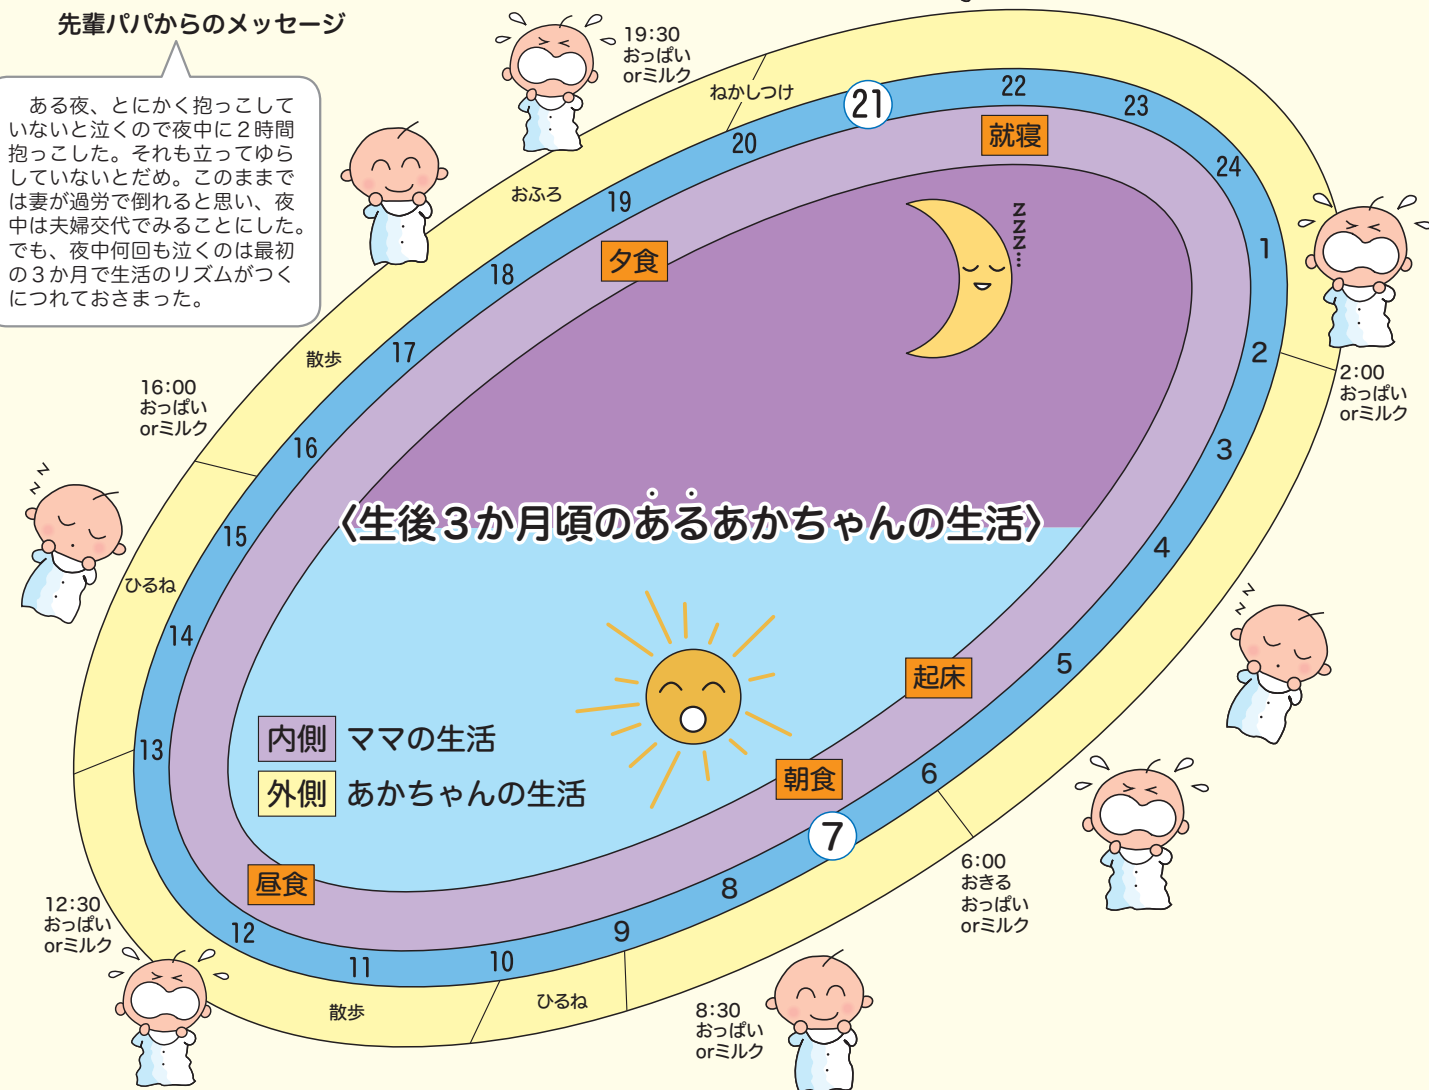 先輩パパからのメッセージ
ある夜、とにかく抱っこして
いないと泣くので夜中に2時間
抱っこした。それも立ってゆら
していないとだめ。このままで
は妻が過労で倒れると思い、夜
中は夫婦交代でみることにした。
でも、夜中何回も泣くのは最初
の3か月で生活のリズムがつく
につれておさまった。
19:30
おっぱい
orミルク
ねかしつけ
おふろ
散歩
16:00
おっぱい
orミルク
zz
ひるね
12:30
おっぱい
orミルク
散歩
ひるね
8:30
おっぱい
orミルク
6:00
おきる
おっぱい
orミルク
zz
2:00
おっぱい
orミルク
21
22
23
24
1
2
3
4
5
6
7
8
9
10
11
12
13
14
15
16
17
18
19
20
就寝
夕食
zzz…
〈生後3か月頃のあるあかちゃんの生活〉
起床
朝食
昼食
内側 ママの生活
外側 あかちゃんの生活